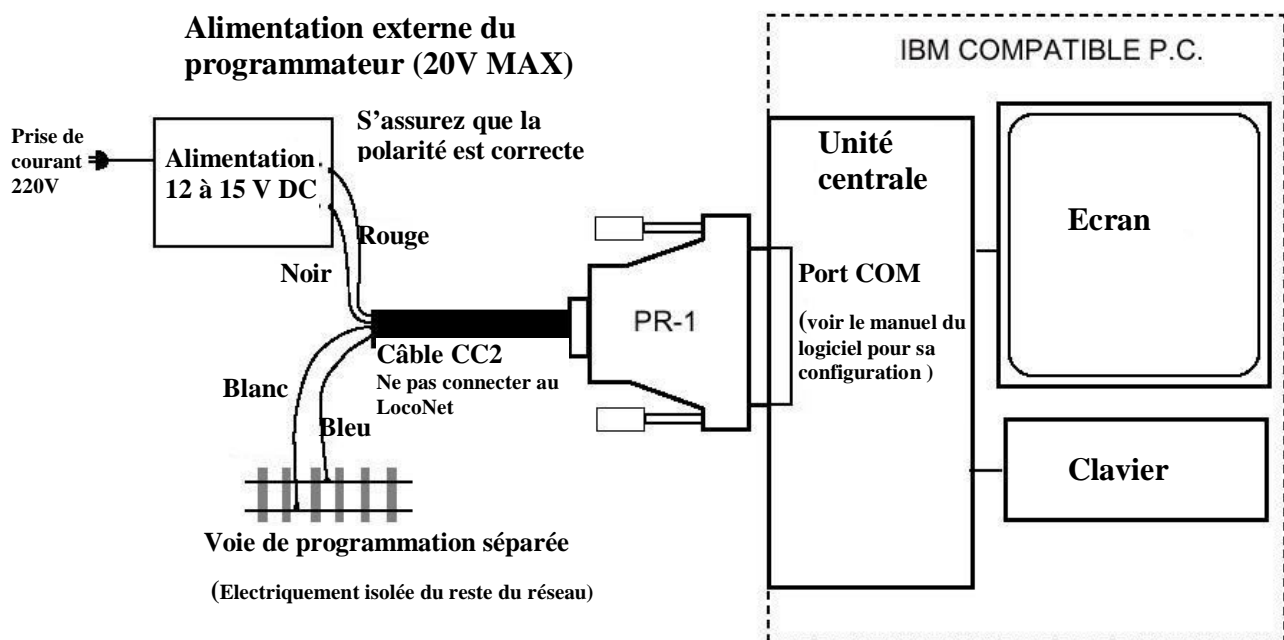 Alimentation externe du
programmateur (20V MAX)
IBM COMPATIBLE P.C.
S'assurez que la
polarité est correcte
Prise de
courant
220V
Alimentation
12 à 15 V DC
Rouge
Noir
Unité
centrale
Ecran
Port COM
(voir le manuel du
logiciel pour sa
configuration )
PR-1
Câble CC2
Ne pas connecter au
LocoNet
Blanc
Bleu
Clavier
Voie de programmation séparée
(Electriquement isolée du reste du réseau)